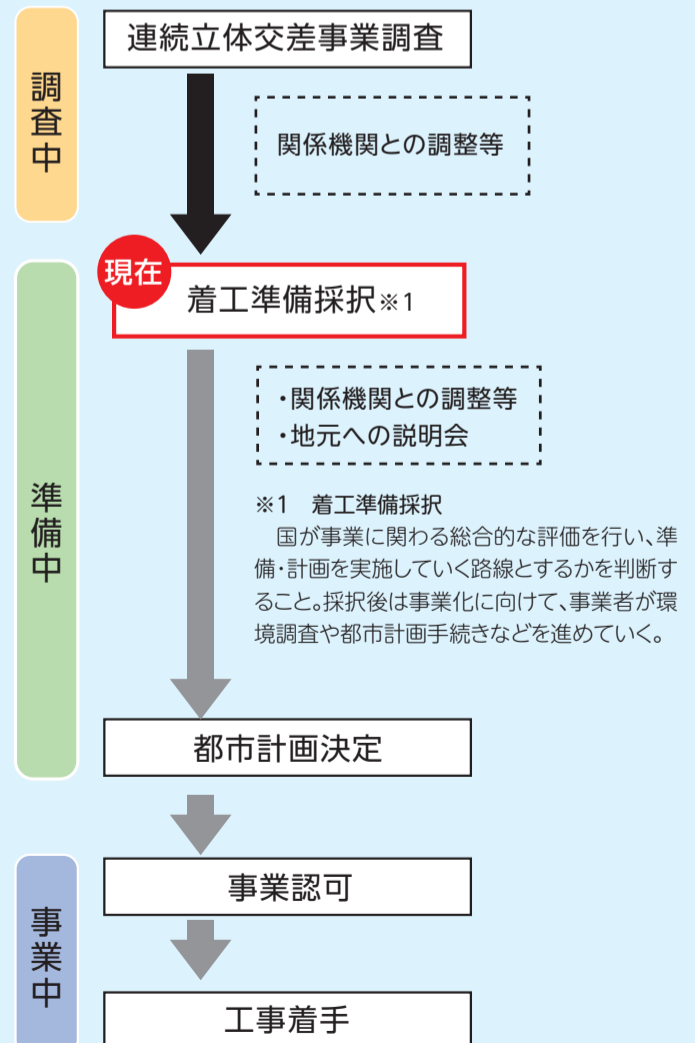 調査中
連続立体交差事業調査
関係機関との調整等
準備中
現在
着工準備採択※1
・関係機関との調整等
・地元への説明会
※1　着工準備採択
　国が事業に関わる総合的な評価を行い、準
備・計画を実施していく路線とするかを判断す
ること。採択後は事業化に向けて、事業者が環
境調査や都市計画手続きなどを進めていく。
都市計画決定
事業中
事業認可
工事着手